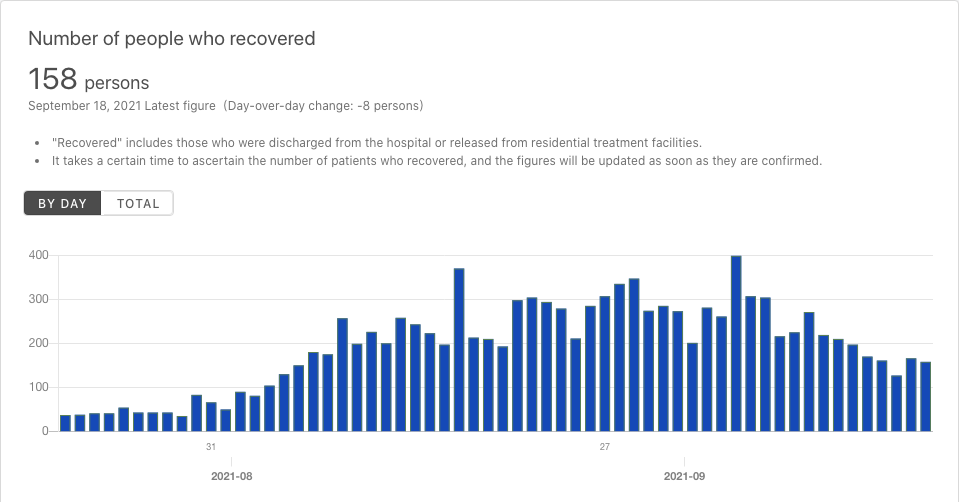 Number of people who recovered
158 persons
September 18, 2021 Latest figure (Day-over-day change: -8 persons)
• "Recovered" includes those who were discharged from the hospital or released from residential treatment facilities.
• It takes a certain time to ascertain the number of patients who recovered, and the figures will be updated as soon as they are confirmed.
BY DAY TOTAL
400
300
200
100
0
31 27
2021-08 2021-09